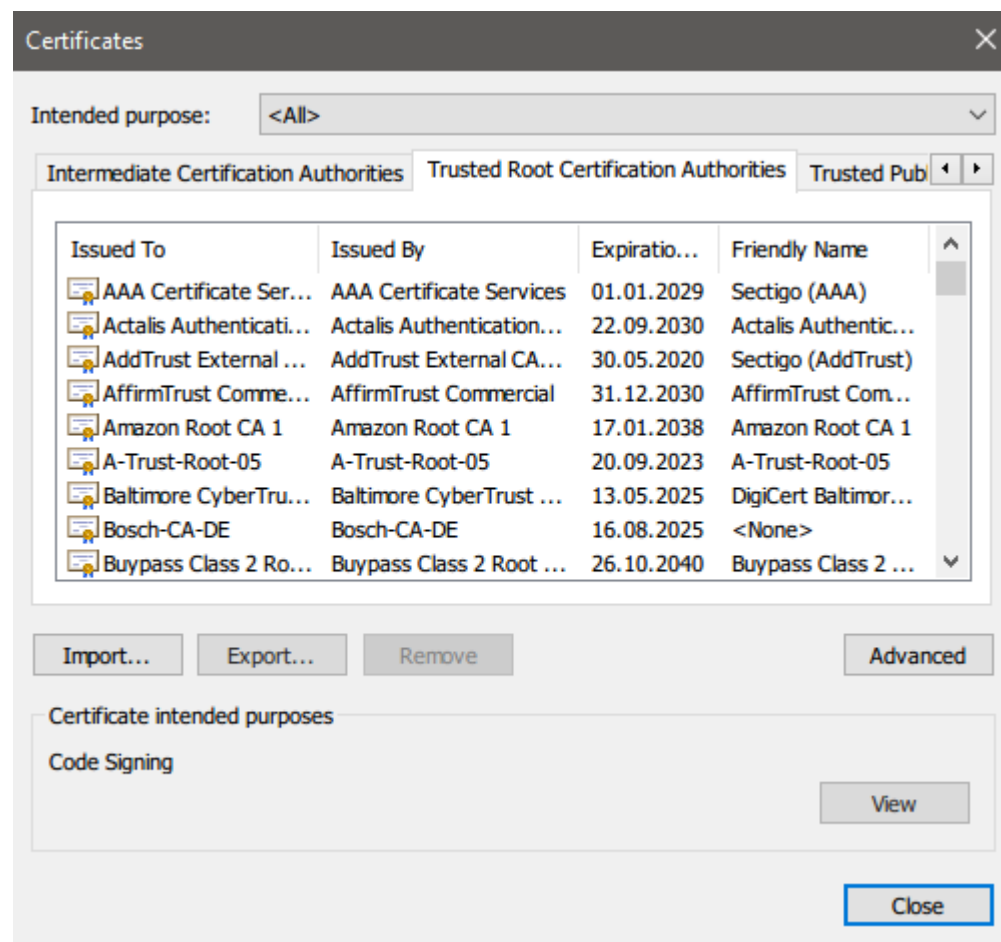 Certificates
Intended purpose: <All>
Intermediate Certification Authorities Trusted Root Certification Authorities Trusted Publ
Issued To Issued By Expiratio... Friendly Name
AAA Certificate Ser... AAA Certificate Services 01.01.2029 Sectigo (AAA)
Actalis Authenticati... Actalis Authentication... 22.09.2030 Actalis Authentic...
AddTrust External ... AddTrust External CA... 30.05.2020 Sectigo (AddTrust)
AffirmTrust Comme... AffirmTrust Commercial 31.12.2030 AffirmTrust Com...
Amazon Root CA 1 Amazon Root CA 1 17.01.2038 Amazon Root CA 1
A-Trust-Root-05 A-Trust-Root-05 20.09.2023 A-Trust-Root-05
Baltimore CyberTru... Baltimore CyberTrust ... 13.05.2025 DigiCert Baltimor...
Bosch-CA-DE Bosch-CA-DE 16.08.2025 <None>
Buypass Class 2 Ro... Buypass Class 2 Root ... 26.10.2040 Buypass Class 2 ...
Import... Export... Remove Advanced
Certificate intended purposes
Code Signing
View
Close